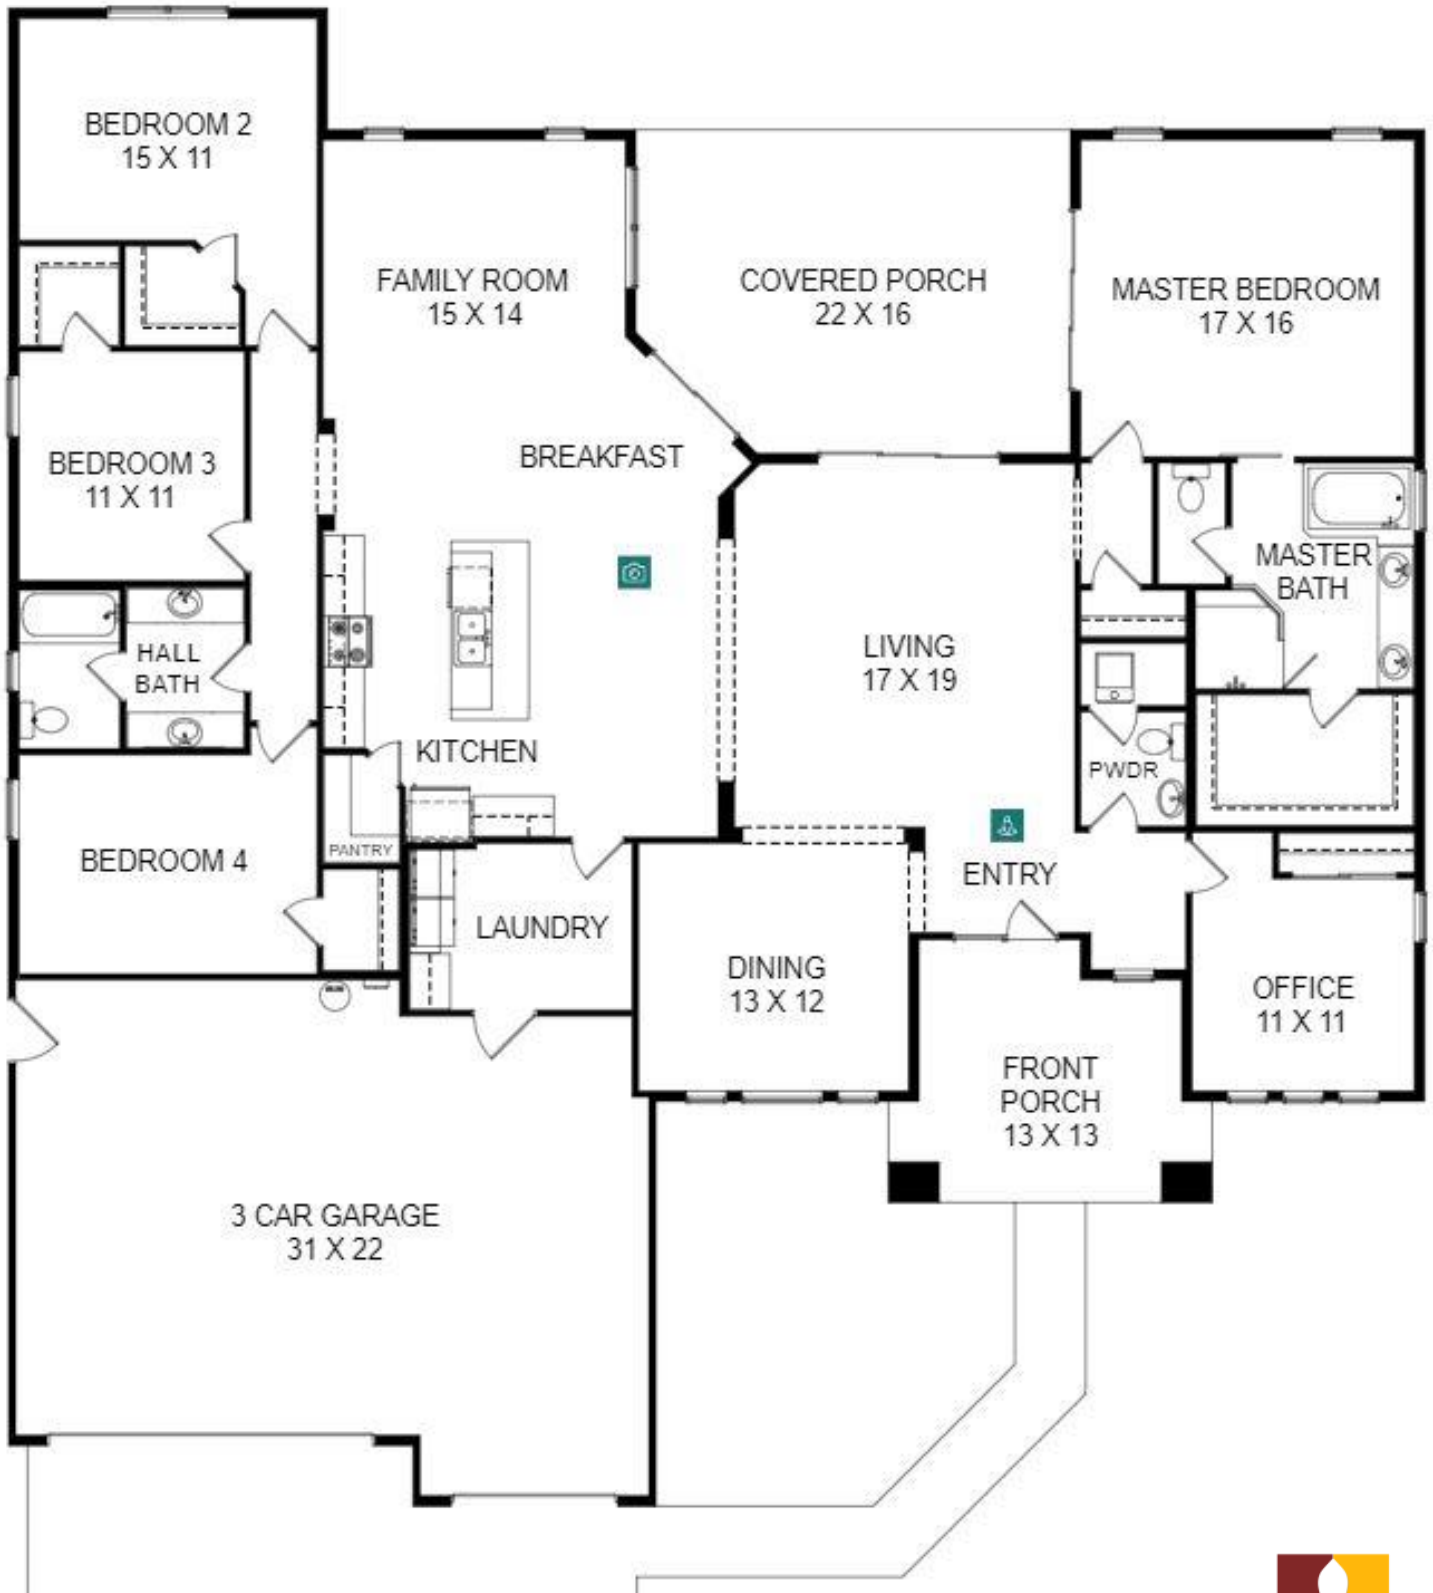 BEDROOM 2
15 X 11
FAMILY ROOM
15 X 14
COVERED PORCH
22 X 16
MASTER BEDROOM
17 X 16
BEDROOM 3
11 X 11
BREAKFAST
MASTER
BATH
HALL
BATH
LIVING
17 X 19
KITCHEN
PWDR
PANTRY
BEDROOM 4
ENTRY
LAUNDRY
DINING
13 X 12
OFFICE
11 X 11
FRONT
PORCH
13 X 13
3 CAR GARAGE
31 X 22